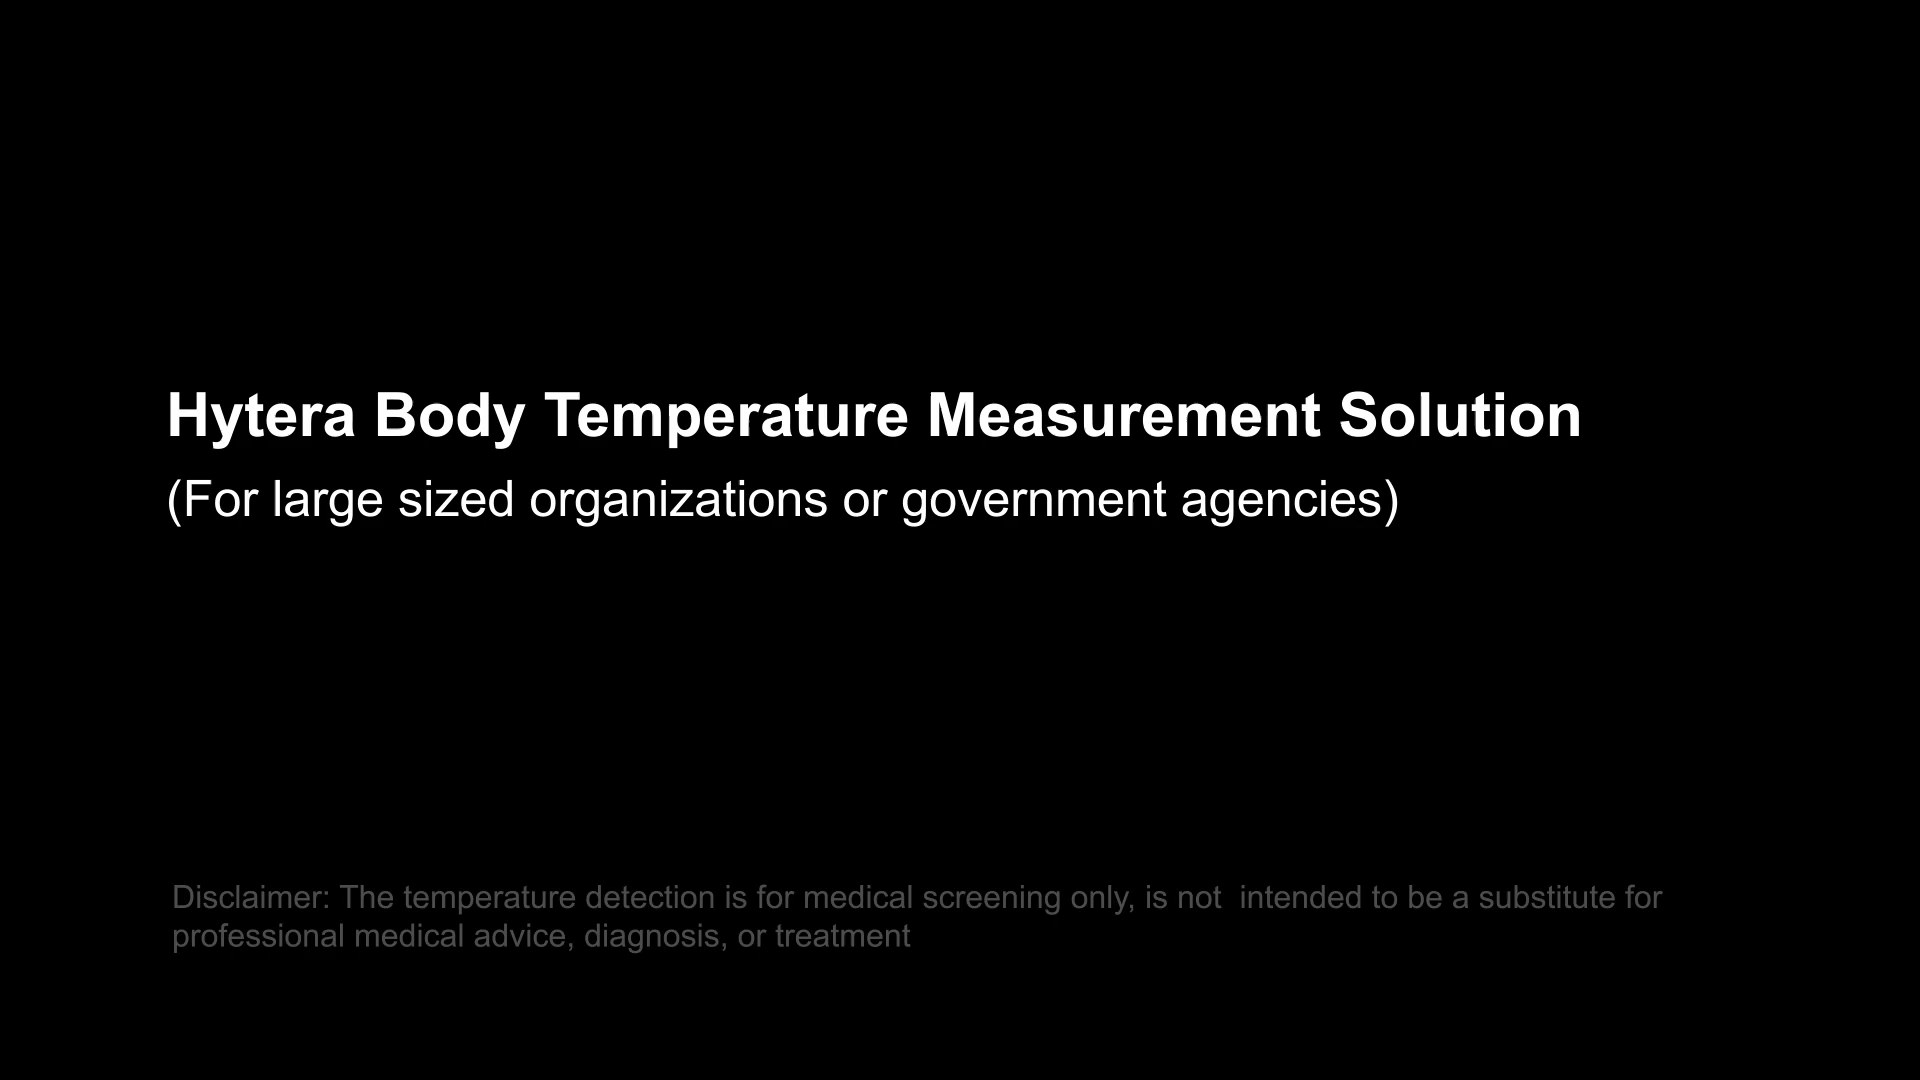 Hytera Body Temperature Measurement Solution
(For large sized organizations or government agencies)
Disclaimer: The temperature detection is for medical screening only, is not  intended to be a substitute for
professional medical advice, diagnosis, or treatment